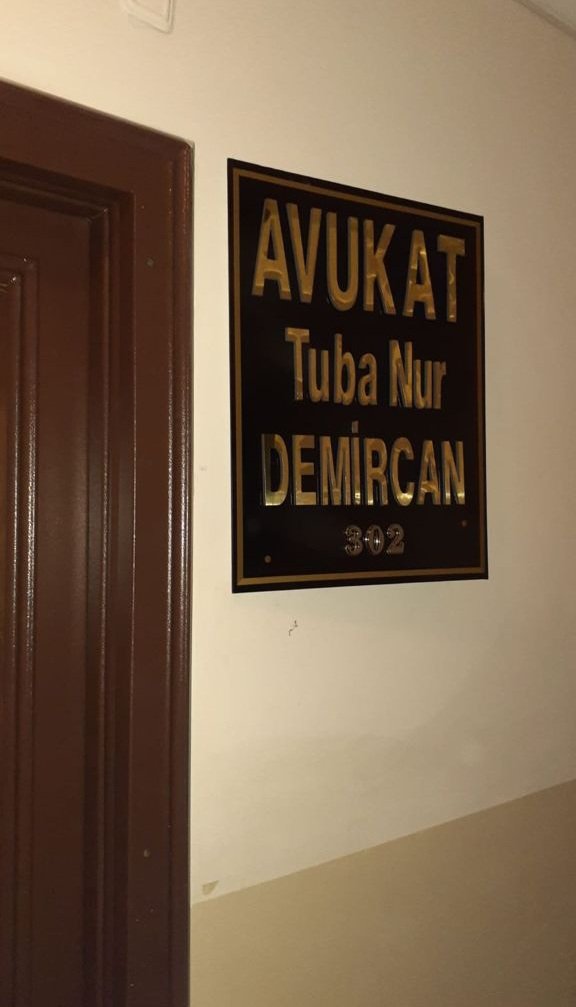 AVUKAT
Tuba Nur
DEMİRCAN
302